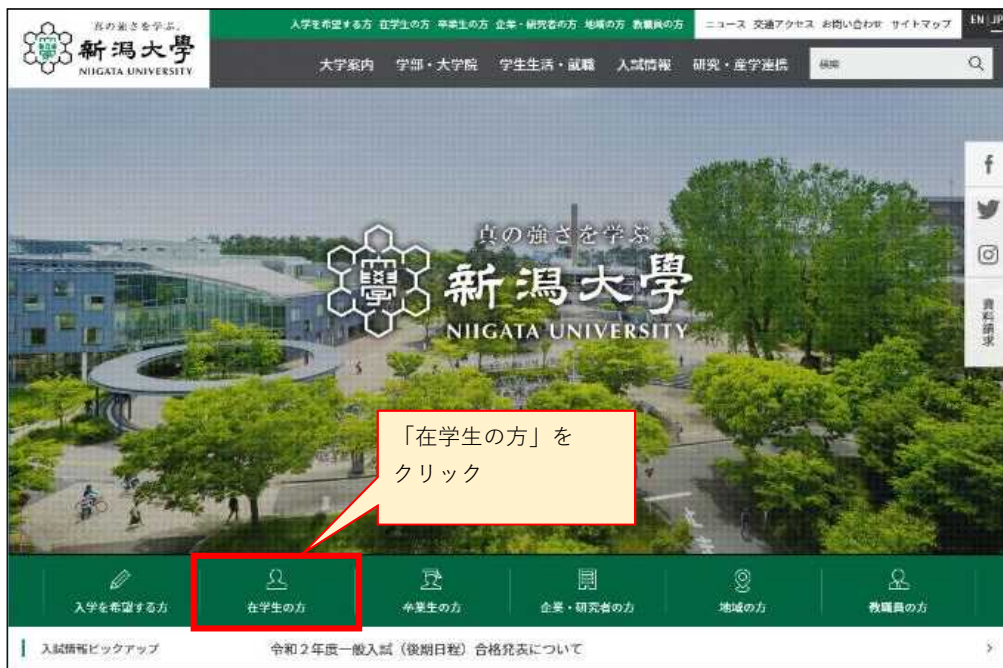 真の強さを学ぶ。
新潟大學
NIIGATA UNIVERSITY
入学を希望する方 在学生の方 卒業生の方 企業・研究者の方 地域の方 教職員の方
ニュース 交通アクセス お問い合わせ サイトマップ
EN JP
大学案内 学部・大学院 学生生活・就職 入試情報 研究・産学連携
検索
資料請求
真の強さを学ぶ。
新潟大學
NIIGATA UNIVERSITY
「在学生の方」を
クリック
入学を希望する方 在学生の方 卒業生の方 企業・研究者の方 地域の方 教職員の方
入試情報ピックアップ 令和2年度一般入試（後期日程）合格発表について